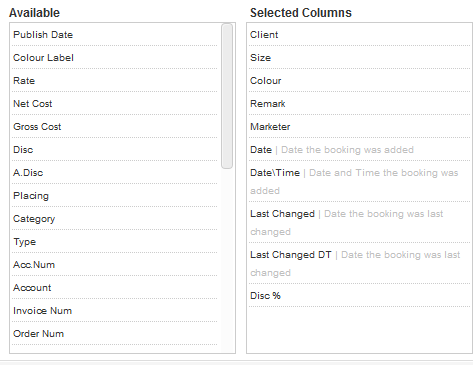 Available
Publish Date
Colour Label
Rate
Net Cost
Gross Cost
Disc
A.Disc
Placing
Category
Type
Acc.Num
Account
Invoice Num
Order Num
Selected Columns
Client
Size
Colour
Remark
Marketer
Date | Date the booking was added
Date\Time | Date and Time the booking was
added
Last Changed | Date the booking was last
changed
Last Changed DT | Date the booking was last
changed
Disc %